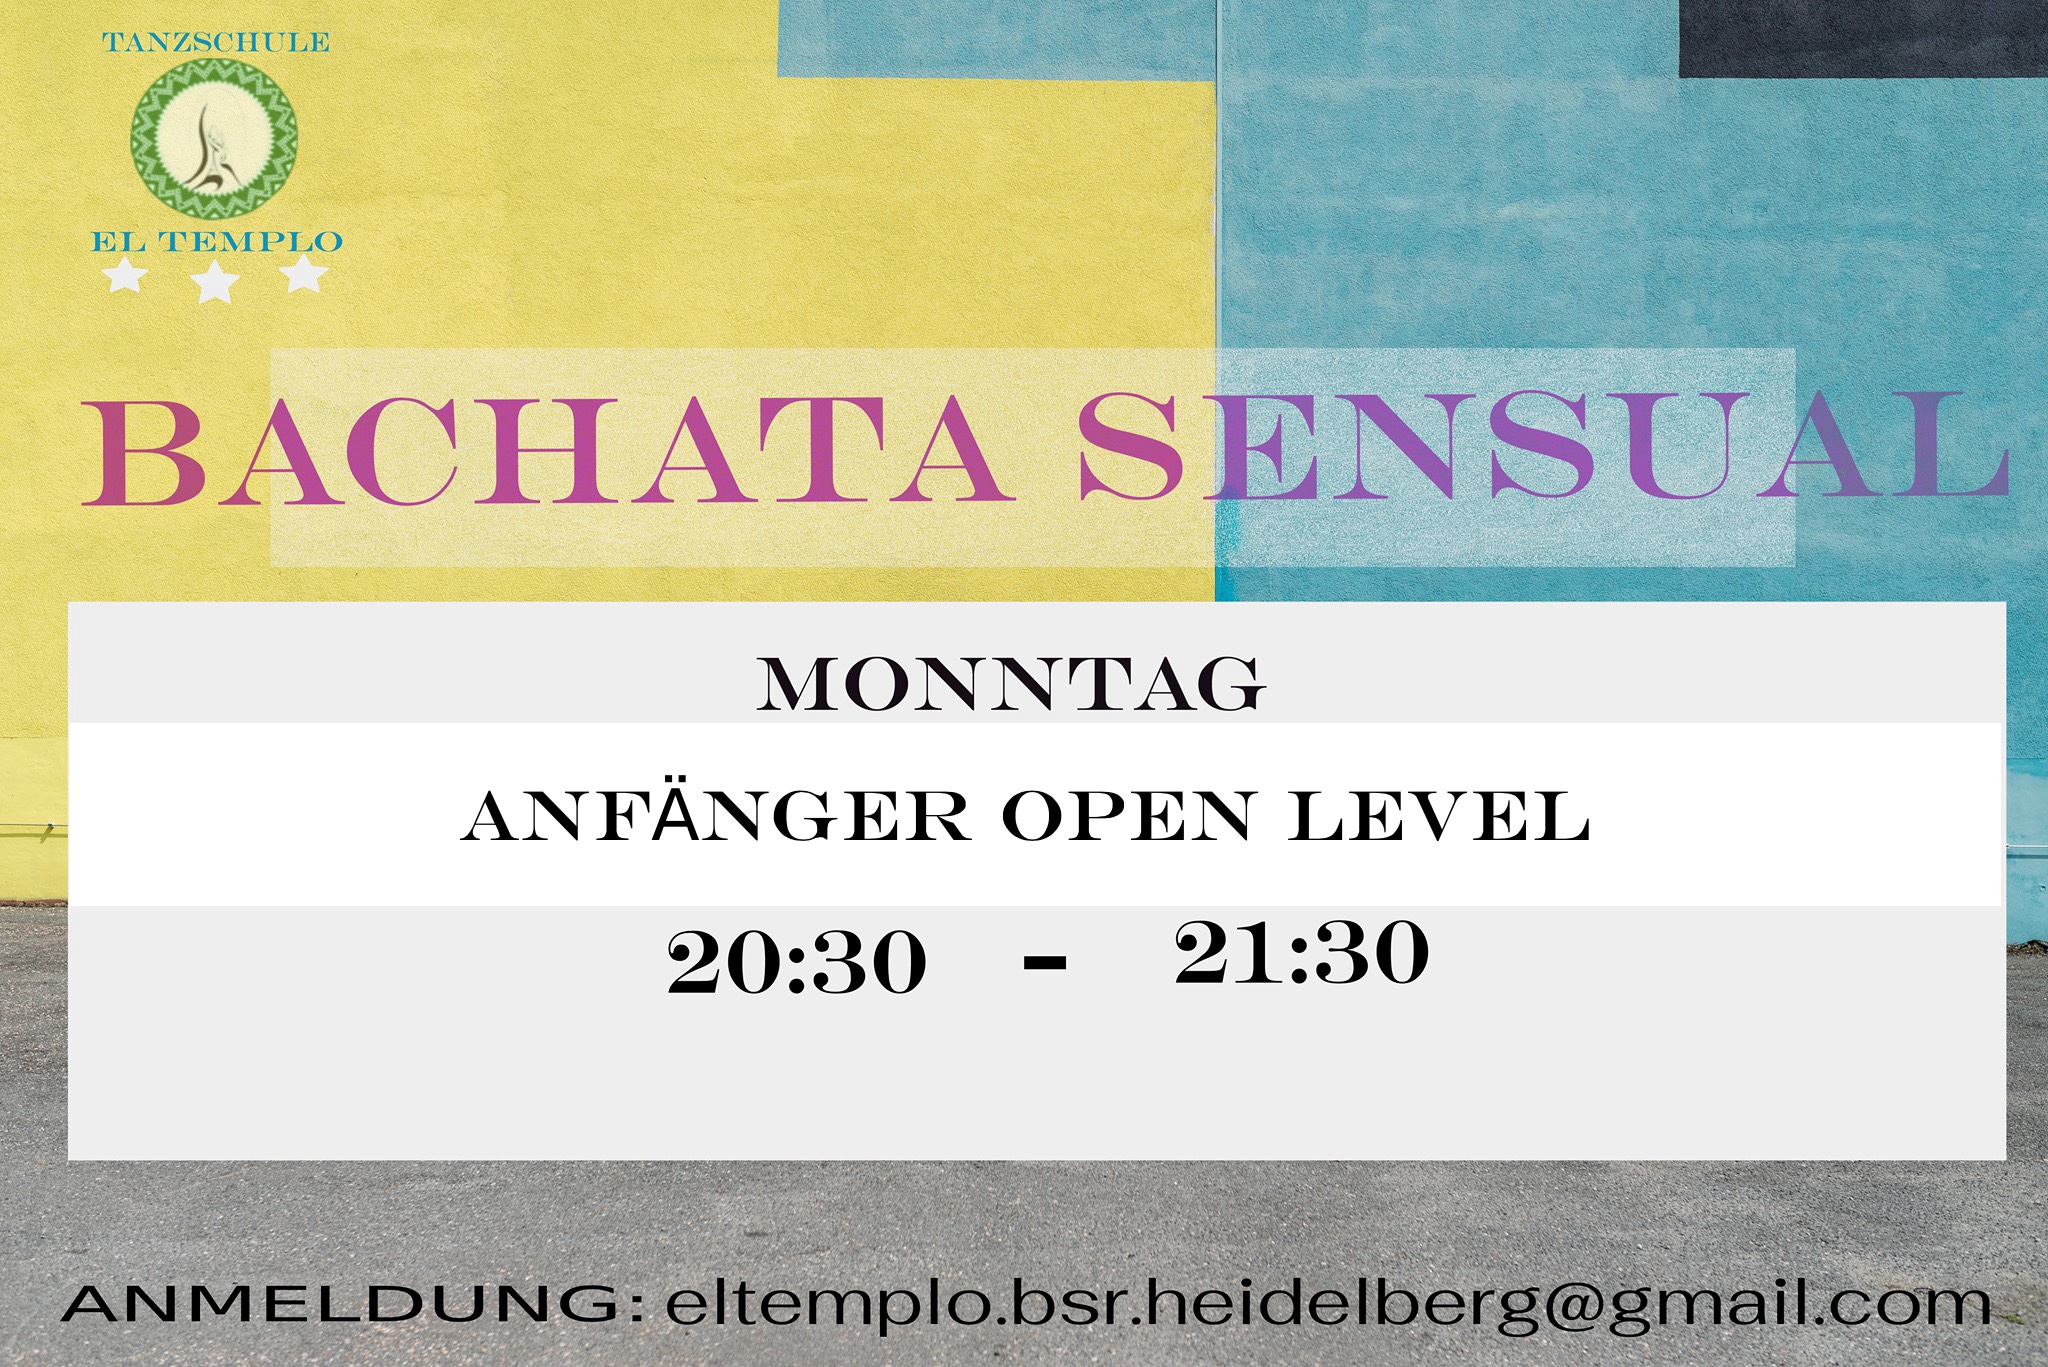 TANZSCHULE
EL TEMPLO
BACHATA SENSUAL
MONNTAG
ANFÄNGER OPEN LEVEL
20:30 - 21:30
ANMELDUNG: eltemplo.bsr.heidelberg@gmail.com